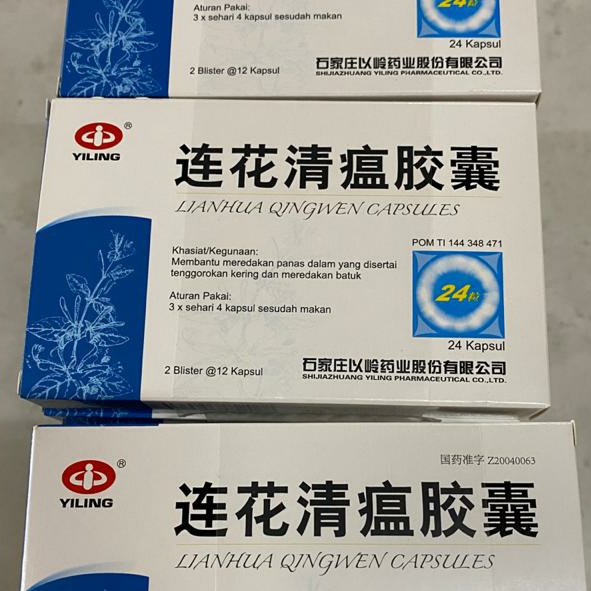 Aturan Pakai:
3 x sehari 4 kapsul sesudah makan
24粒
24 Kapsul
2 Blister @12 Kapsul
石家庄以岭药业股份有限公司
SHIJIAZHUANG YILING PHARMACEUTICAL CO.,LTD.
®
YILING
连花清瘟胶囊
LIANHUA QINGWEN CAPSULES
POM TI 144 348 471
Khasiat/Kegunaan:
Membantu meredakan panas dalam yang disertai
tenggorokan kering dan meredakan batuk
Aturan Pakai:
3 x sehari 4 kapsul sesudah makan
24粒
24 Kapsul
2 Blister @12 Kapsul
石家庄以岭药业股份有限公司
SHIJIAZHUANG YILING PHARMACEUTICAL CO.,LTD.
®
YILING
国药准字 Z20040063
连花清瘟胶囊
LIANHUA QINGWEN CAPSULES